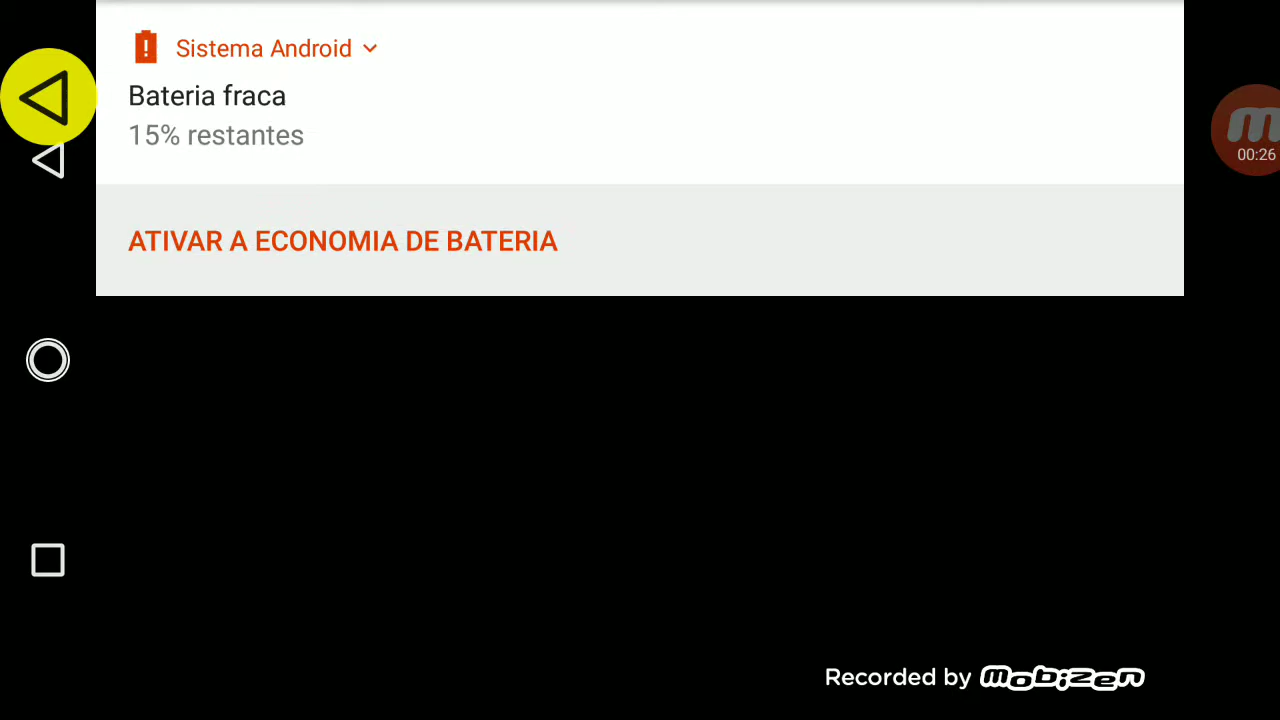 Sistema Android
Bateria fraca
15% restantes
ATIVAR A ECONOMIA DE BATERIA
m
00:26
Recorded by mobizen